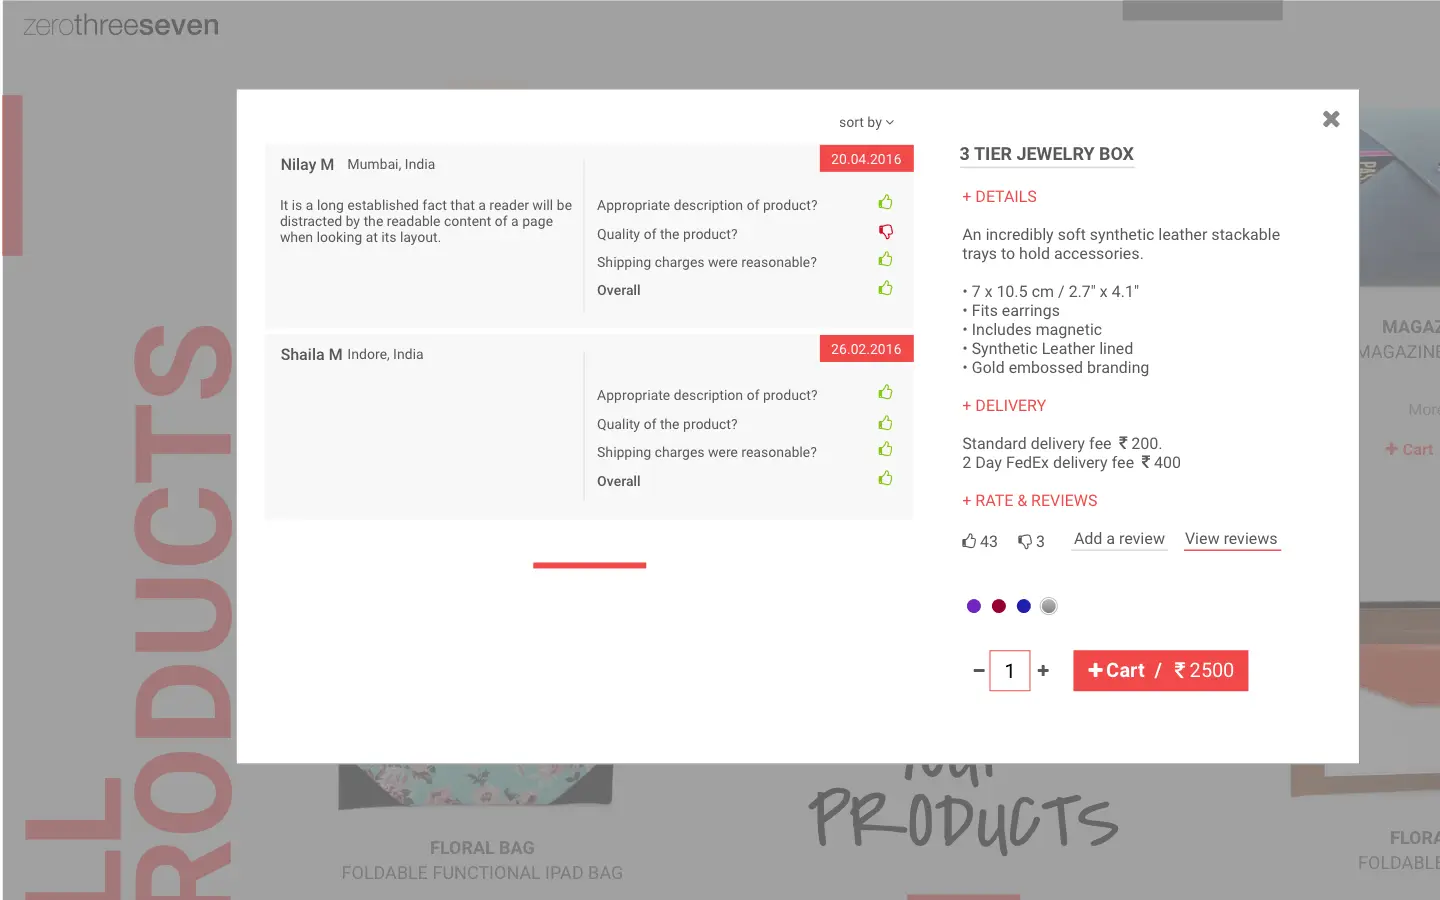 zerothreeseven
sort by
Nilay M Mumbai, India
20.04.2016
It is a long established fact that a reader will be
distracted by the readable content of a page
when looking at its layout.
Appropriate description of product?
Quality of the product?
Shipping charges were reasonable?
Overall
Shaila M Indore, India
26.02.2016
Appropriate description of product?
Quality of the product?
Shipping charges were reasonable?
Overall
3 TIER JEWELRY BOX
+ DETAILS
An incredibly soft synthetic leather stackable
trays to hold accessories.
• 7 x 10.5 cm / 2.7" x 4.1"
• Fits earrings
• Includes magnetic
• Synthetic Leather lined
• Gold embossed branding
+ DELIVERY
Standard delivery fee ₹ 200.
2 Day FedEx delivery fee ₹ 400
+ RATE & REVIEWS
43 3 Add a review View reviews
− 1 +
+Cart / ₹ 2500
MAGAZ
MAGAZINE
More
+ Cart
LL
RODUCTS
PRODUCTS
FLORAL BAG
FOLDABLE FUNCTIONAL IPAD BAG
FLORA
FOLDABLE